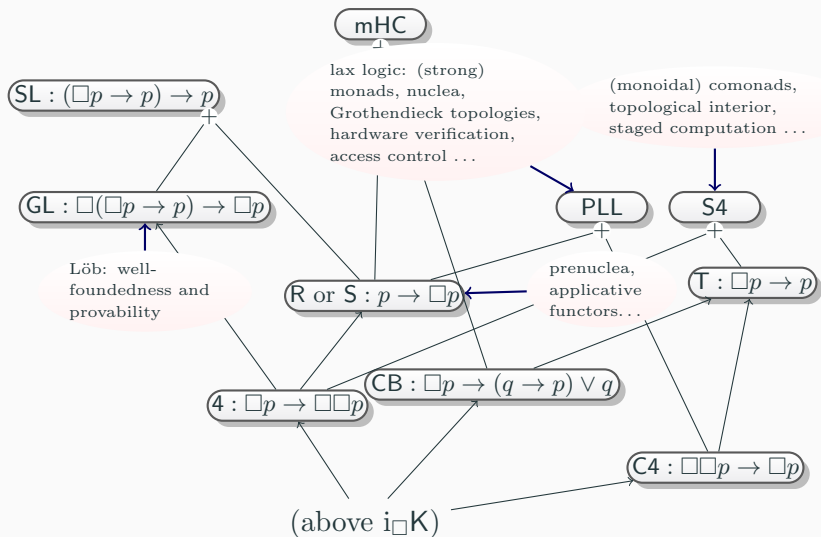 mHC
+
lax logic: (strong)
monads, nuclea,
Grothendieck topologies,
hardware verification,
access control ...
(monoidal) comonads,
topological interior,
staged computation ...
SL : (□p → p) → p
+
GL : □(□p → p) → □p
PLL
+
S4
+
Löb: well-
foundedness and
provability
R or S : p → □p
prenuclea,
applicative
functors...
T : □p → p
4 : □p → □□p
CB : □p → (q → p) ∨ q
C4 : □□p → □p
(above i□K)